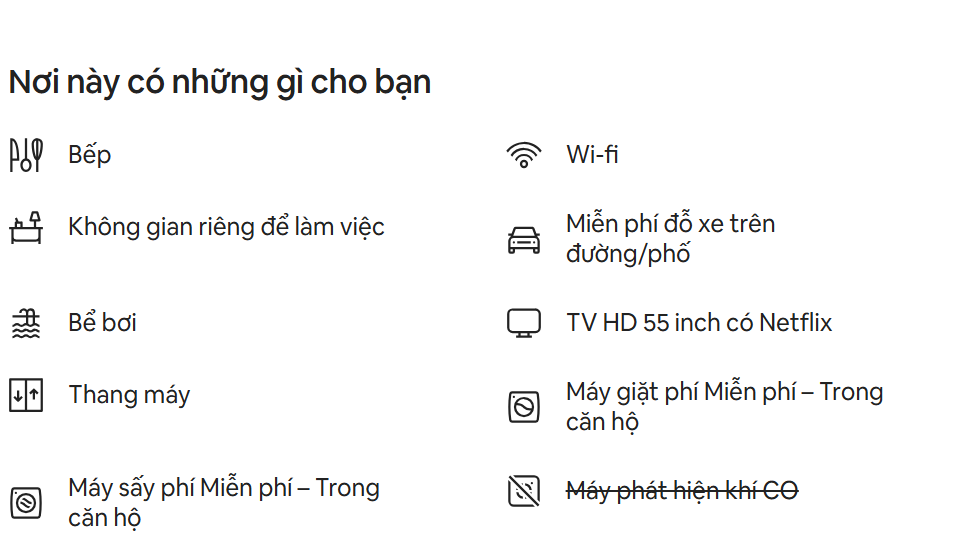 Nơi này có những gì cho bạn
Bếp
Wi-fi
Không gian riêng để làm việc
Miễn phí đỗ xe trên
đường/phố
Bể bơi
TV HD 55 inch có Netflix
Thang máy
Máy giặt phí Miễn phí – Trong
căn hộ
Máy sấy phí Miễn phí – Trong
căn hộ
Máy phát hiện khí CO